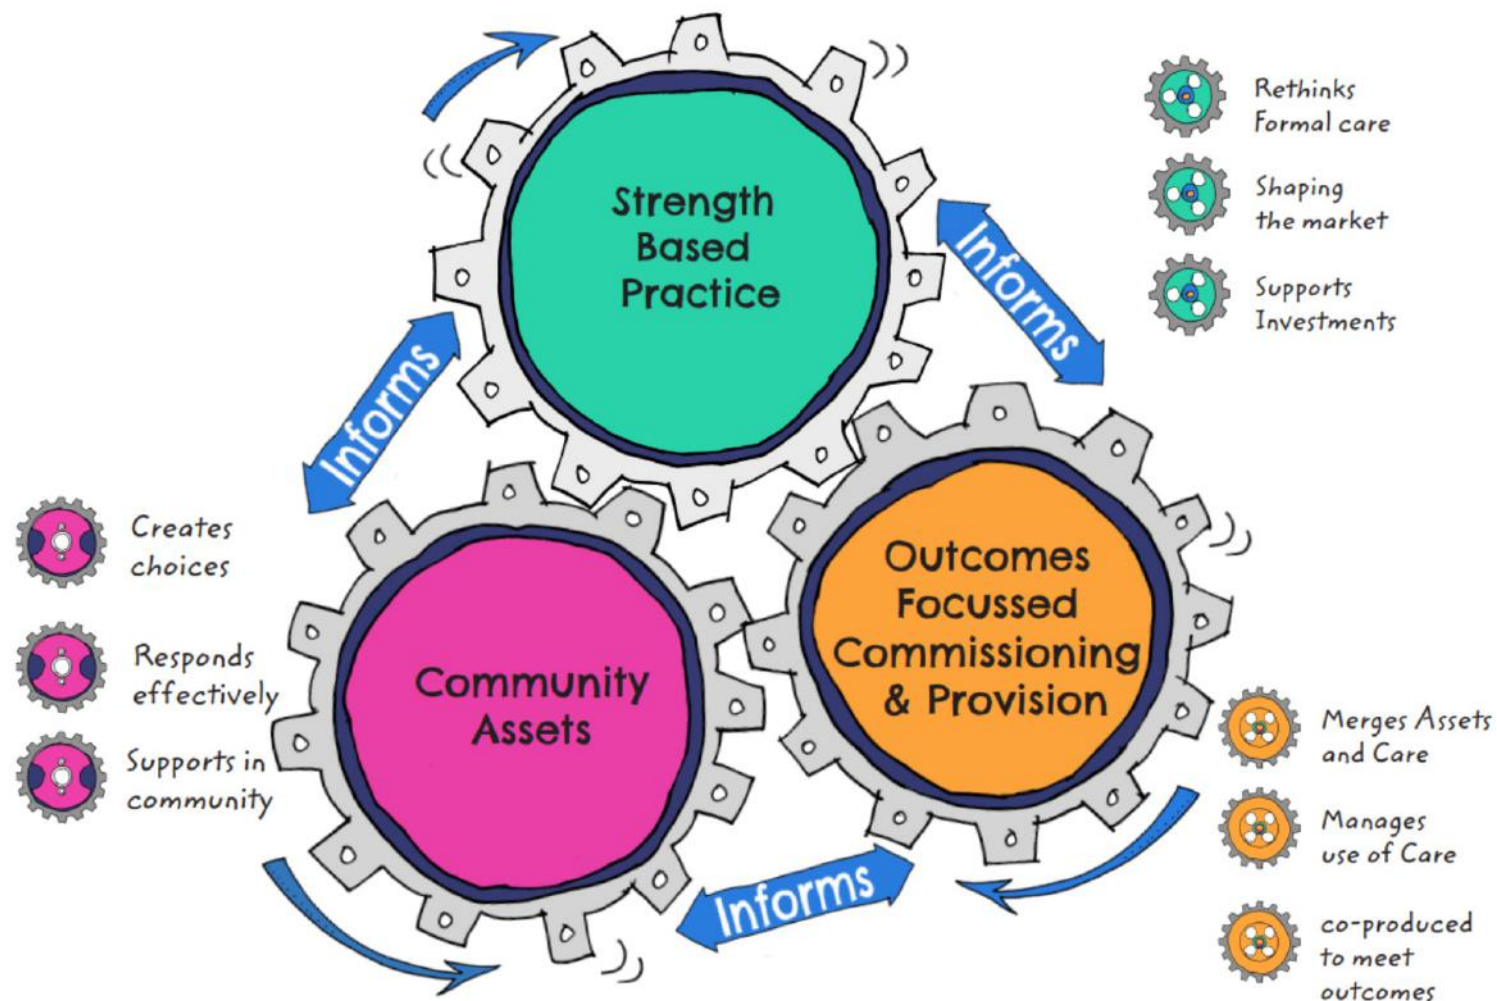 Strength
Based
Practice
Rethinks
Formal care
Shaping
the market
Supports
Investments
Informs
Informs
Creates
choices
Responds
effectively
Supports in
community
Community
Assets
Outcomes
Focussed
Commissioning
& Provision
Informs
Merges Assets
and Care
Manages
use of Care
co-produced
to meet
outcomes